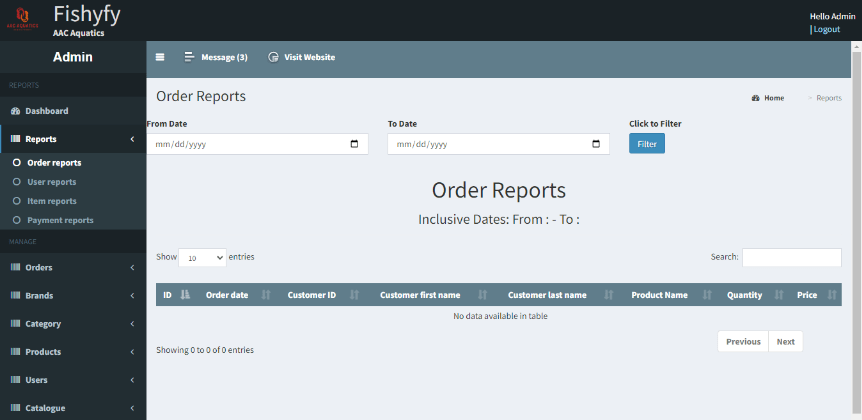 Fishyfy
AAC AQUATICS
AAC Aquatics
Hello Admin
Logout
Admin
Message (3)
Visit Website
REPORTS
Dashboard
Reports
Order reports
User reports
Item reports
Payment reports
MANAGE
Orders
Brands
Category
Products
Users
Catalogue
Order Reports
Home > Reports
From Date To Date Click to Filter
mm/dd/yyyy mm/dd/yyyy Filter
Order Reports
Inclusive Dates: From : - To :
Show 10 entries Search:
ID Order date Customer ID Customer first name Customer last name Product Name Quantity Price
No data available in table
Showing 0 to 0 of 0 entries
Previous Next